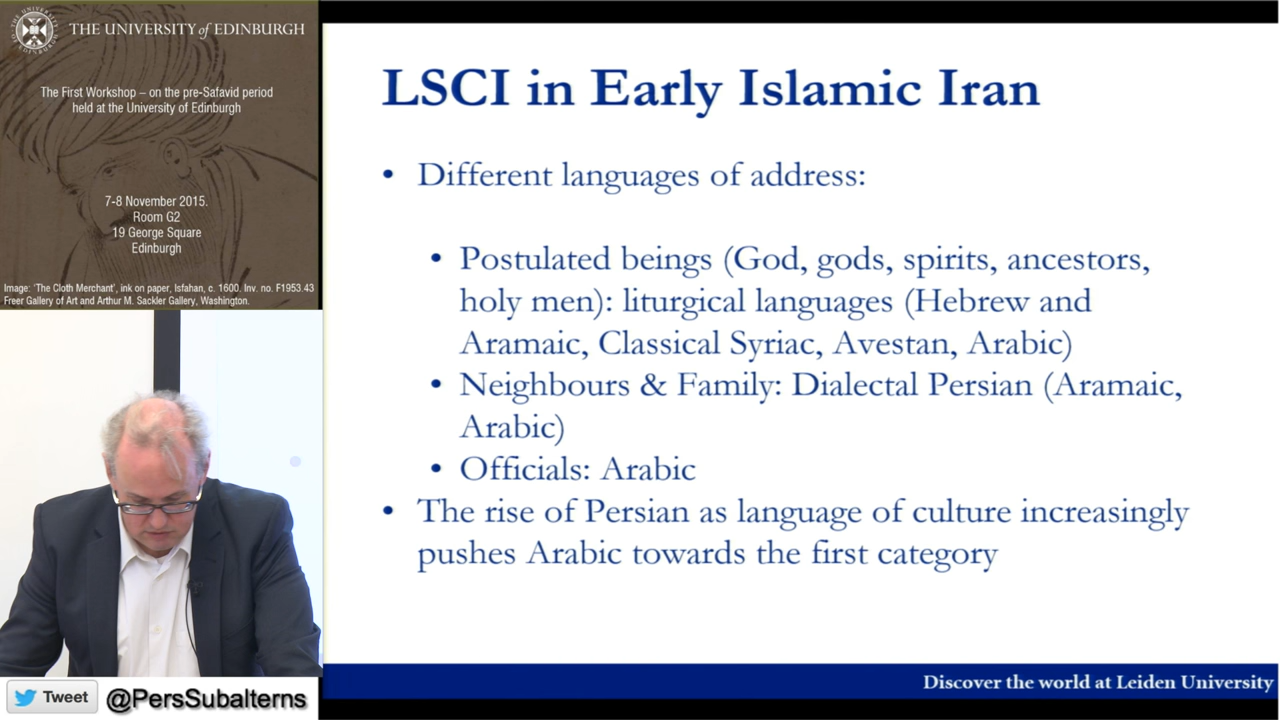 THE UNIVERSITY of EDINBURGH
The First Workshop – on the pre-Safavid period
held at the University of Edinburgh
7-8 November 2015.
Room G2
19 George Square
Edinburgh
Image: ‘The Cloth Merchant’, ink on paper, Isfahan, c. 1600. Inv. no. F1953.43
Freer Gallery of Art and Arthur M. Sackler Gallery, Washington.
Tweet @PersSubalterns
LSCI in Early Islamic Iran
• Different languages of address:
• Postulated beings (God, gods, spirits, ancestors,
holy men): liturgical languages (Hebrew and
Aramaic, Classical Syriac, Avestan, Arabic)
• Neighbours & Family: Dialectal Persian (Aramaic,
Arabic)
• Officials: Arabic
• The rise of Persian as language of culture increasingly
pushes Arabic towards the first category
Discover the world at Leiden University